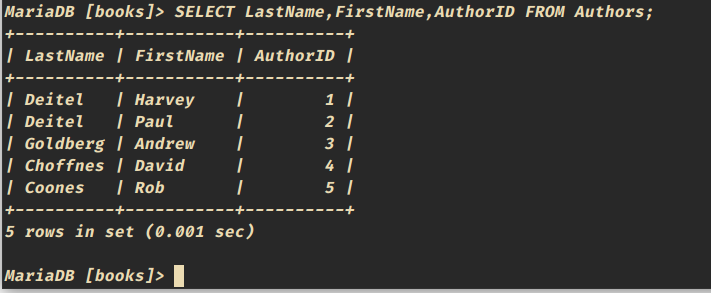 MariaDB [books]> SELECT LastName,FirstName,AuthorID FROM Authors;
+----------+-----------+----------+
| LastName | FirstName | AuthorID |
+----------+-----------+----------+
| Deitel   | Harvey    |        1 |
| Deitel   | Paul      |        2 |
| Goldberg | Andrew    |        3 |
| Choffnes | David     |        4 |
| Coones   | Rob       |        5 |
+----------+-----------+----------+
5 rows in set (0.001 sec)

MariaDB [books]>